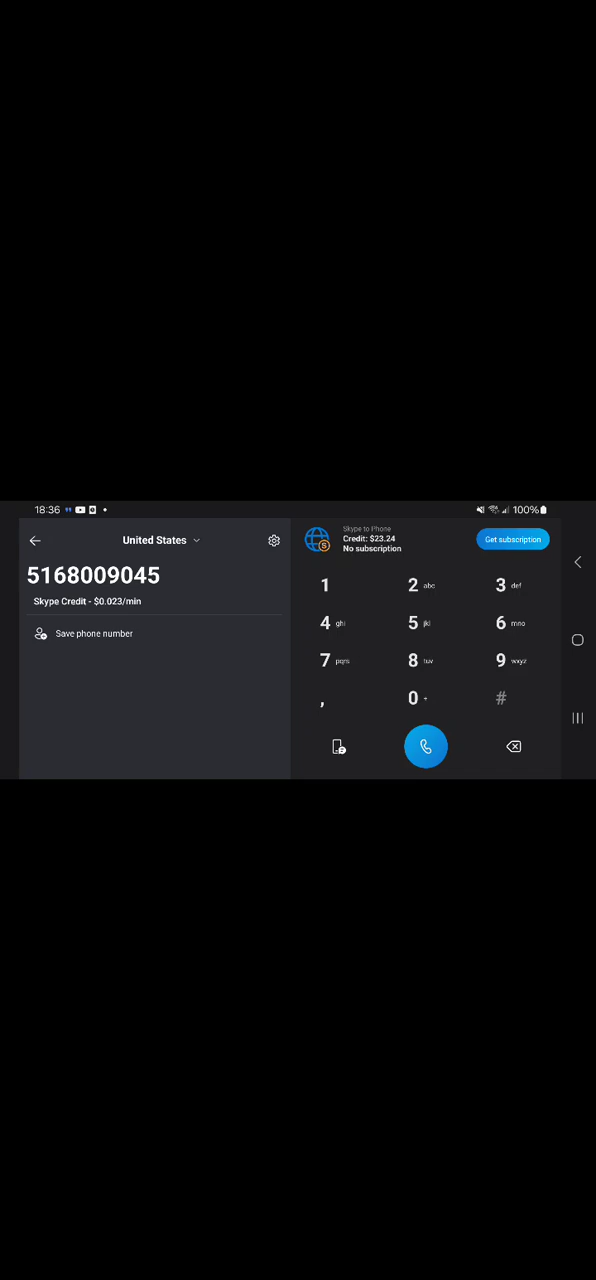 18:36
100%
United States
5168009045
Skype Credit - $0.023/min
Save phone number
Skype to Phone
Credit: $23.24
No subscription
Get subscription
1
2 abc
3 def
4 ghi
5 jkl
6 mno
7 pqrs
8 tuv
9 wxyz
,
0 +
#